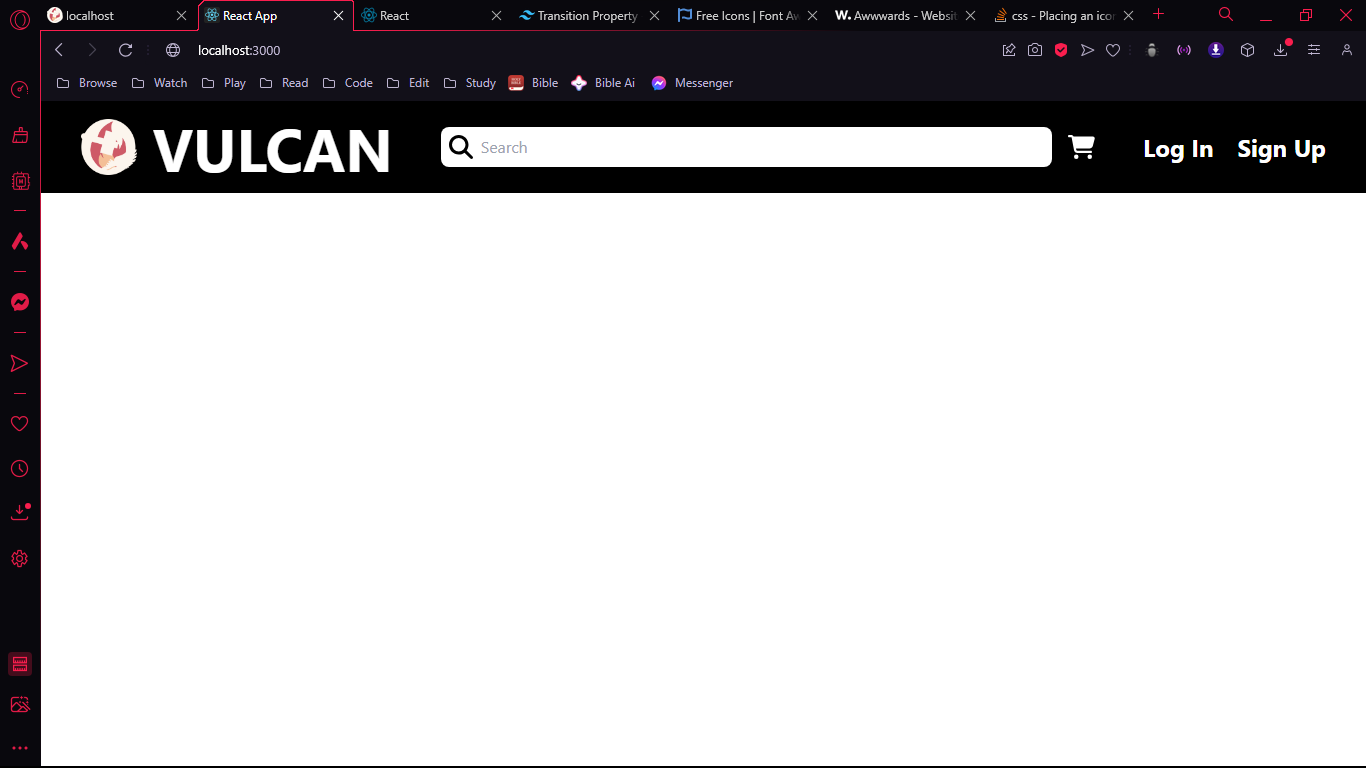 localhost
React App
React
Transition Property
Free Icons | Font Aw
W. Awwwards - Websit
css - Placing an icon
localhost:3000
Browse
Watch
Play
Read
Code
Edit
Study
Bible
Bible Ai
Messenger
VULCAN
Search
Log In
Sign Up